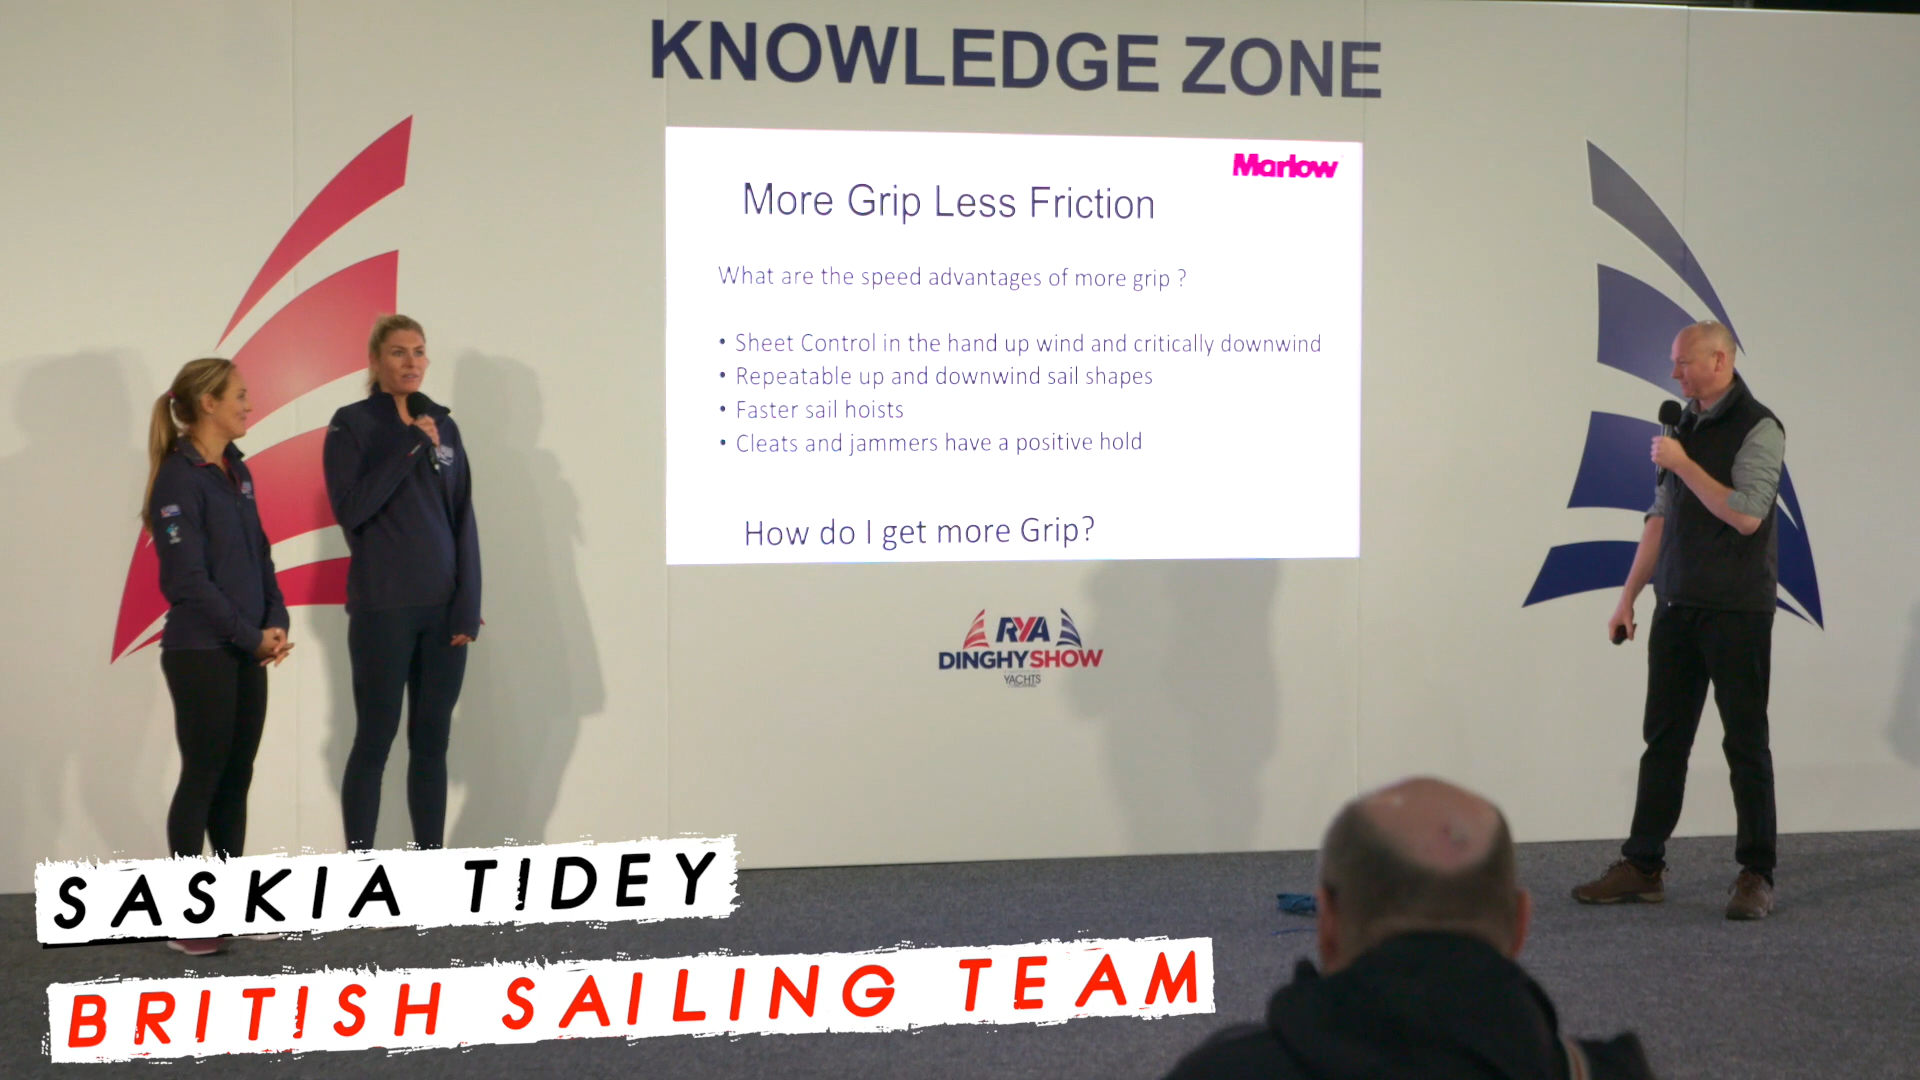 KNOWLEDGE ZONE
Marlow
More Grip Less Friction
What are the speed advantages of more grip ?
• Sheet Control in the hand up wind and critically downwind
• Repeatable up and downwind sail shapes
• Faster sail hoists
• Cleats and jammers have a positive hold
How do I get more Grip?
RYA
DINGHYSHOW
YACHTS
SASKIA TIDEY
BRITISH SAILING TEAM